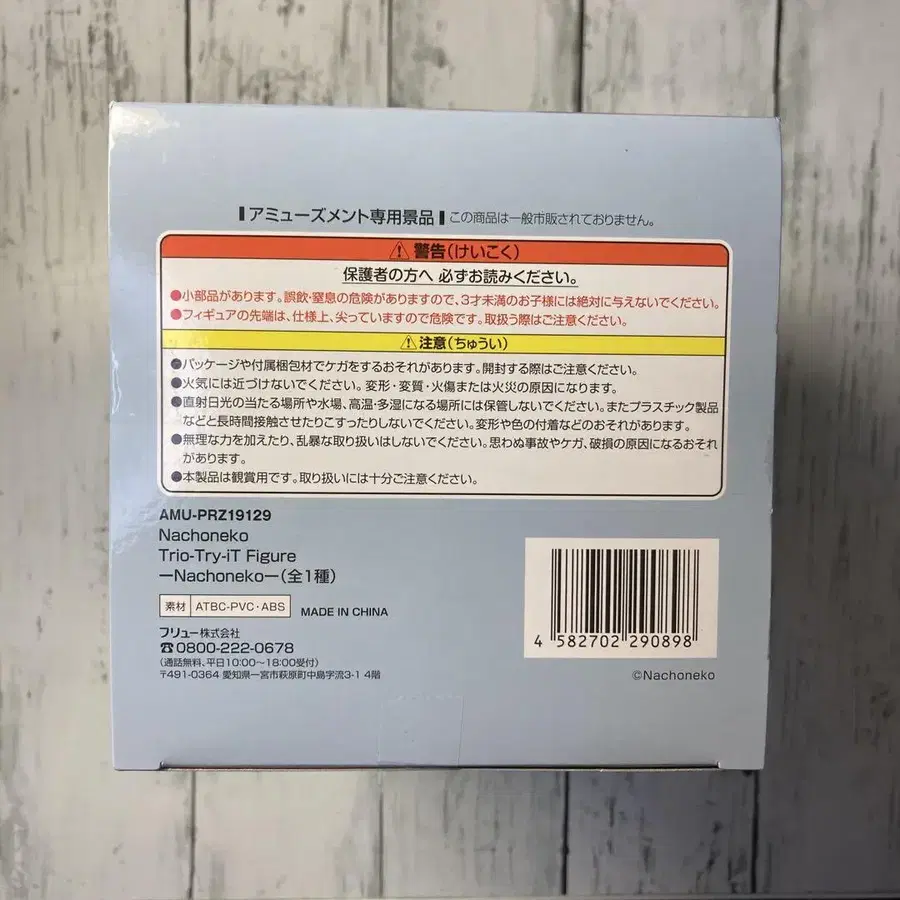 アミューズメント専用景品 この商品は一般市販されておりません。
⚠警告(けいこく)
保護者の方へ 必ずお読みください。
●小部品があります。誤飲・窒息の危険がありますので、3才未満のお子様には絶対に与えないでください。
●フィギュアの先端は、仕様上、尖っていますので危険です。取扱う際はご注意ください。
⚠注意(ちゅうい)
●パッケージや付属梱包材でケガをするおそれがあります。開封する際はご注意ください。
●火気には近づけないでください。変形・変質・火傷または火災の原因になります。
●直射日光の当たる場所や水場、高温・多湿になる場所には保管しないでください。またプラスチック製品
などと長時間接触させたりこすったりしないでください。変形や色の付着などのおそれがあります。
●無理な力を加えたり、乱暴な取り扱いはしないでください。思わぬ事故やケガ、破損の原因になるおそれ
があります。
●本製品は観賞用です。取り扱いには十分ご注意ください。
AMU-PRZ19129
Nachoneko
Trio-Try-iT Figure
ーNachonekoー(全1種)
素材 ATBC-PVC・ABS MADE IN CHINA
フリュー株式会社
☎0800-222-0678
(通話無料、平日10:00〜18:00受付)
〒491-0364 愛知県一宮市萩原町中島字流3-1 4階
4 582702 290898
©Nachoneko